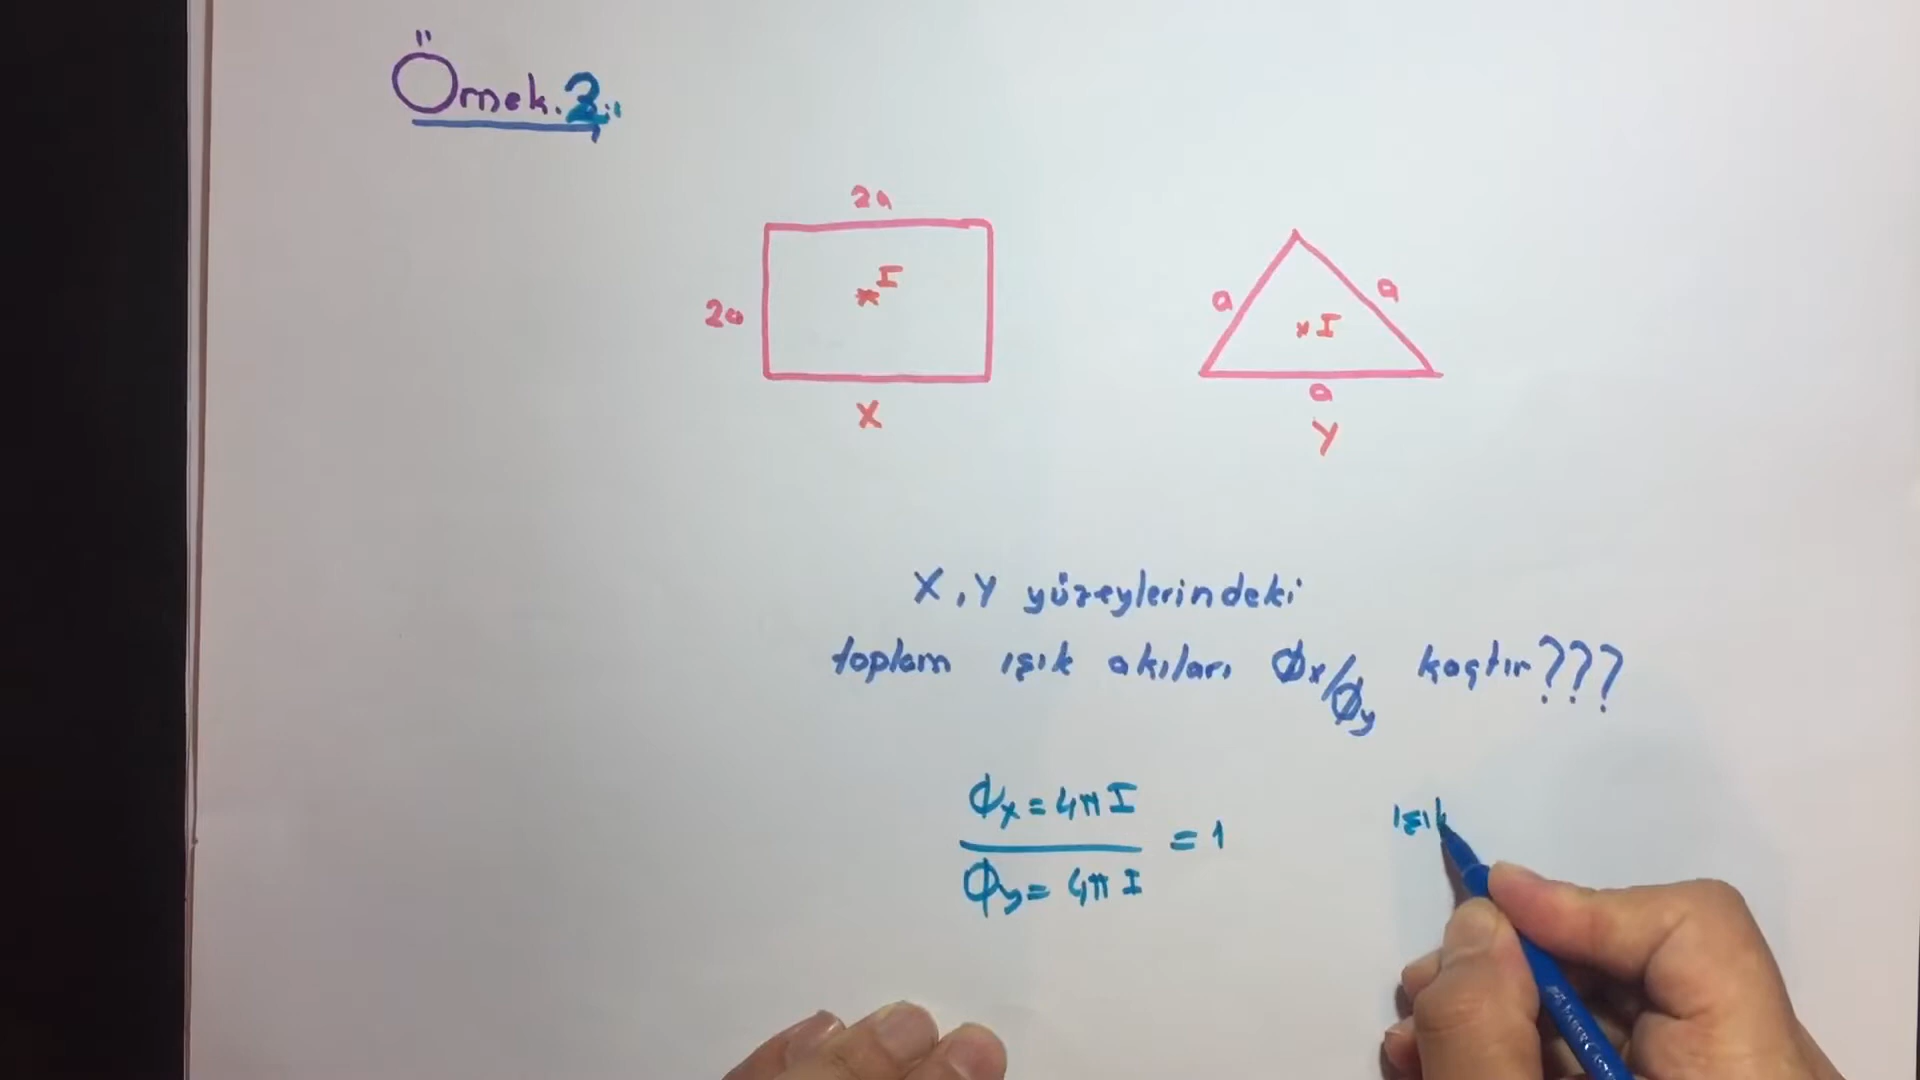 Örnek.2:
2a
I
2a
X
a
a
I
a
Y
X, Y yüzeylerindeki
toplam ışık akıları Φx/Φy kaçtır???
Φx = 4πI
Φy = 4πI
= 1
ışık